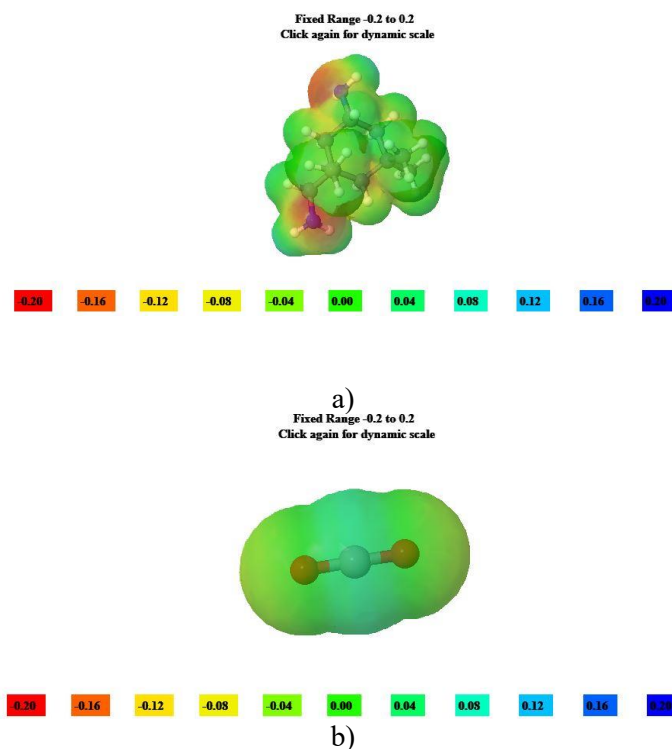 Fixed Range -0.2 to 0.2
Click again for dynamic scale
-0.20 -0.16 -0.12 -0.08 -0.04 0.00 0.04 0.08 0.12 0.16 0.20
a)
Fixed Range -0.2 to 0.2
Click again for dynamic scale
-0.20 -0.16 -0.12 -0.08 -0.04 0.00 0.04 0.08 0.12 0.16 0.20
b)